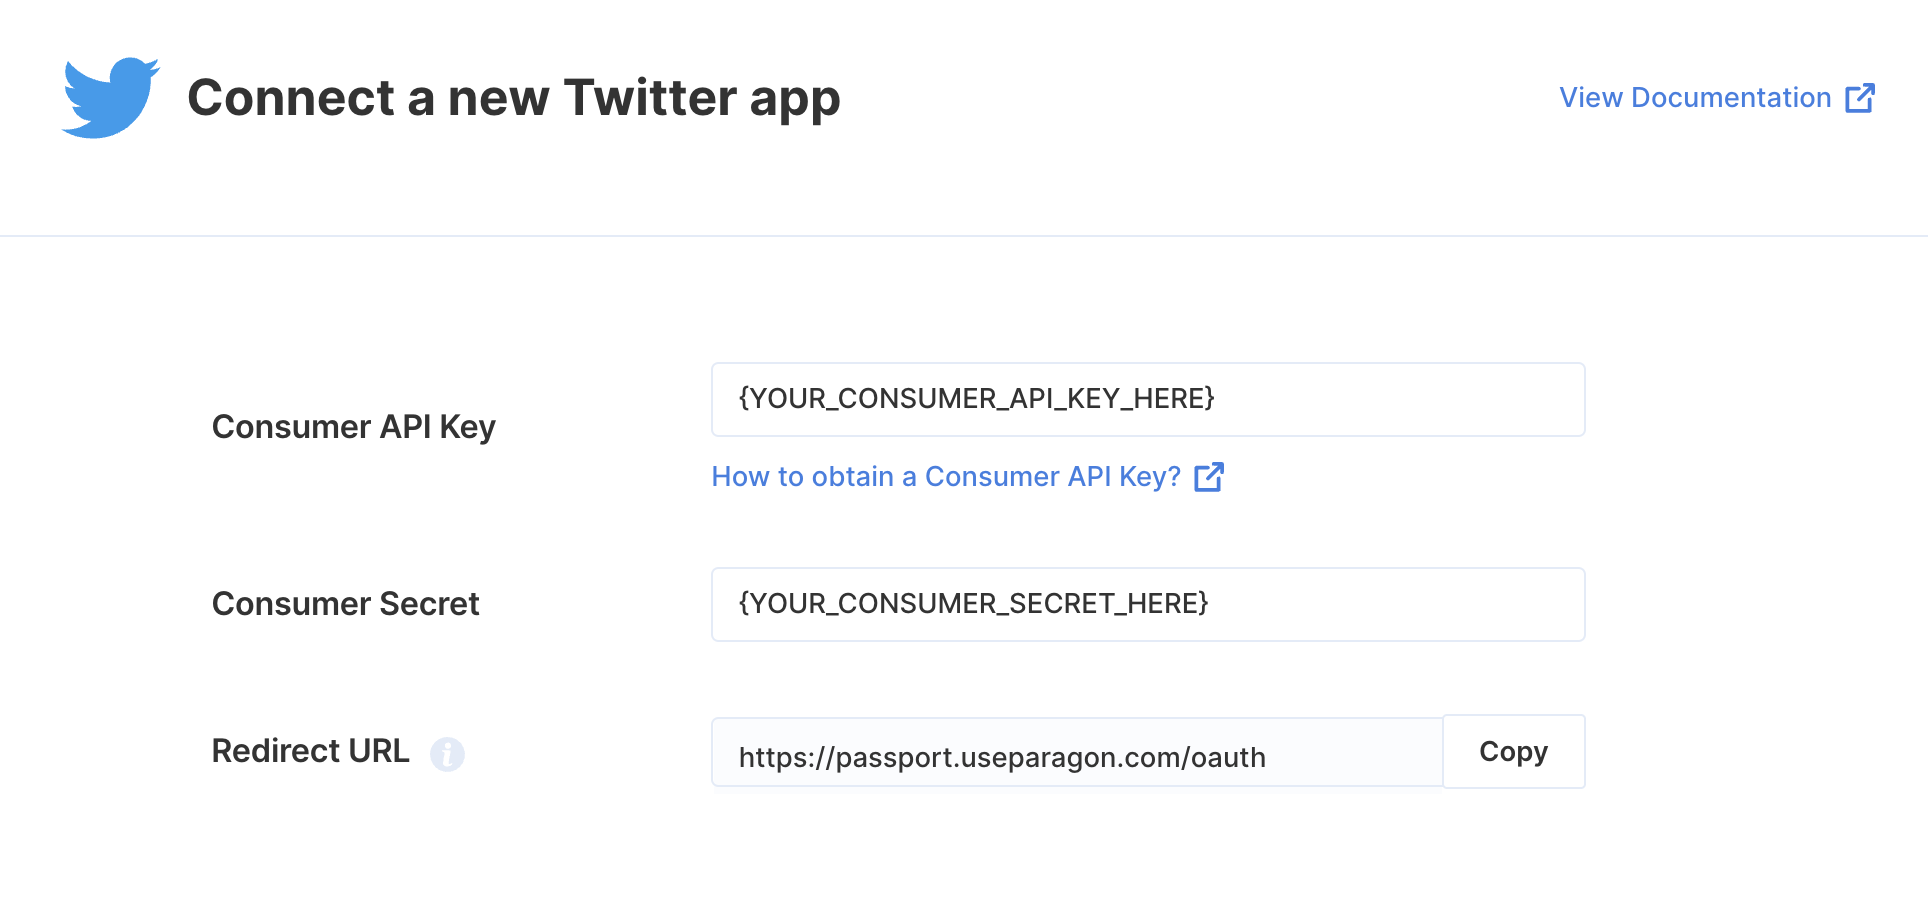 Connect a new Twitter app
View Documentation
Consumer API Key
{YOUR_CONSUMER_API_KEY_HERE}
How to obtain a Consumer API Key?
Consumer Secret
{YOUR_CONSUMER_SECRET_HERE}
Redirect URL i
https://passport.useparagon.com/oauth
Copy